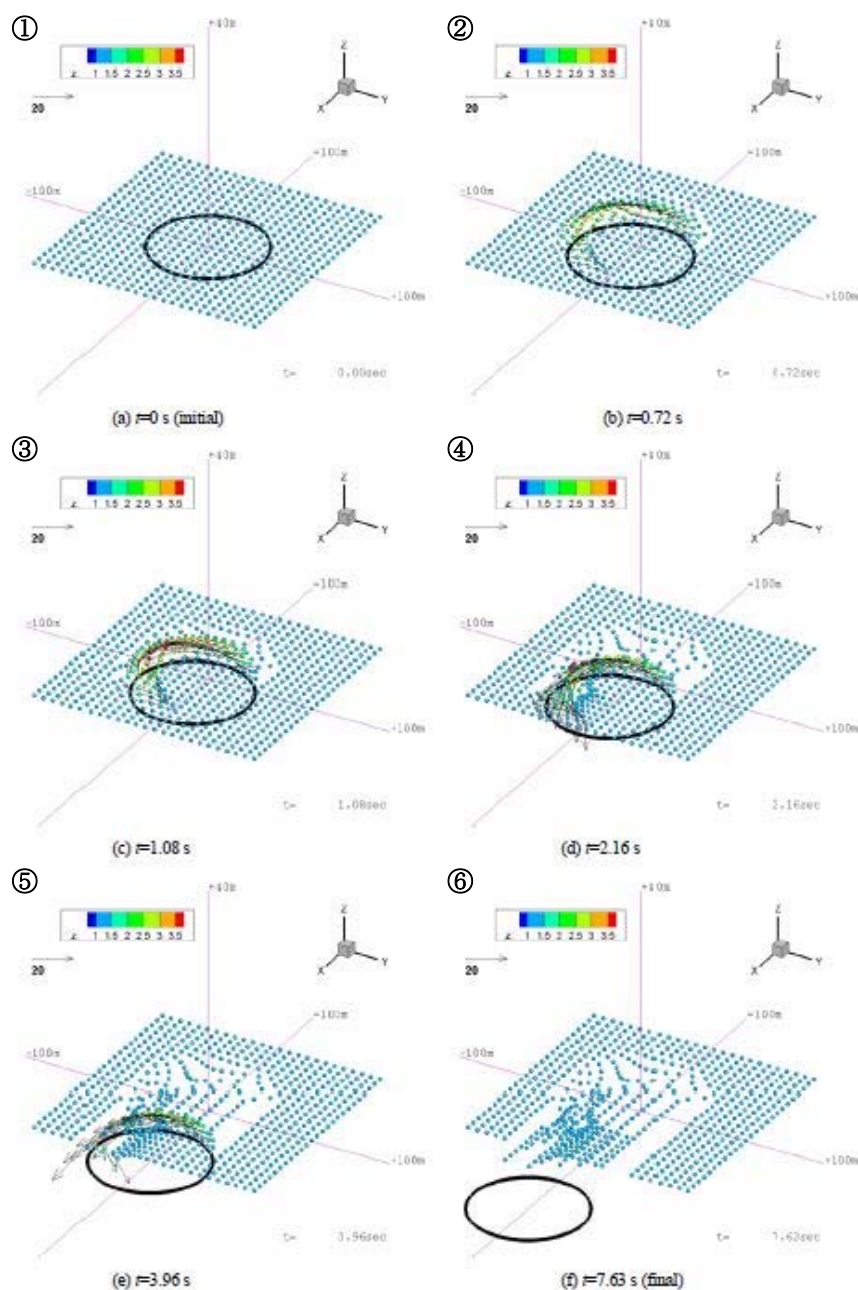 ①
+40m
z 1 1.5 2 2.5 3 3.5
Z
X
Y
20
-100m
-100m
+100m
t= 0.00sec
(a) t=0 s (initial)
②
+40m
z 1 1.5 2 2.5 3 3.5
Z
X
Y
20
-100m
-100m
+100m
t= 0.72sec
(b) t=0.72 s
③
+40m
z 1 1.5 2 2.5 3 3.5
Z
X
Y
20
-100m
-100m
+100m
t= 1.08sec
(c) t=1.08 s
④
+40m
z 1 1.5 2 2.5 3 3.5
Z
X
Y
20
-100m
-100m
+100m
t= 2.16sec
(d) t=2.16 s
⑤
+40m
z 1 1.5 2 2.5 3 3.5
Z
X
Y
20
-100m
-100m
+100m
t= 3.96sec
(e) t=3.96 s
⑥
+40m
z 1 1.5 2 2.5 3 3.5
Z
X
Y
20
-100m
-100m
+100m
t= 7.63sec
(f) t=7.63 s (final)